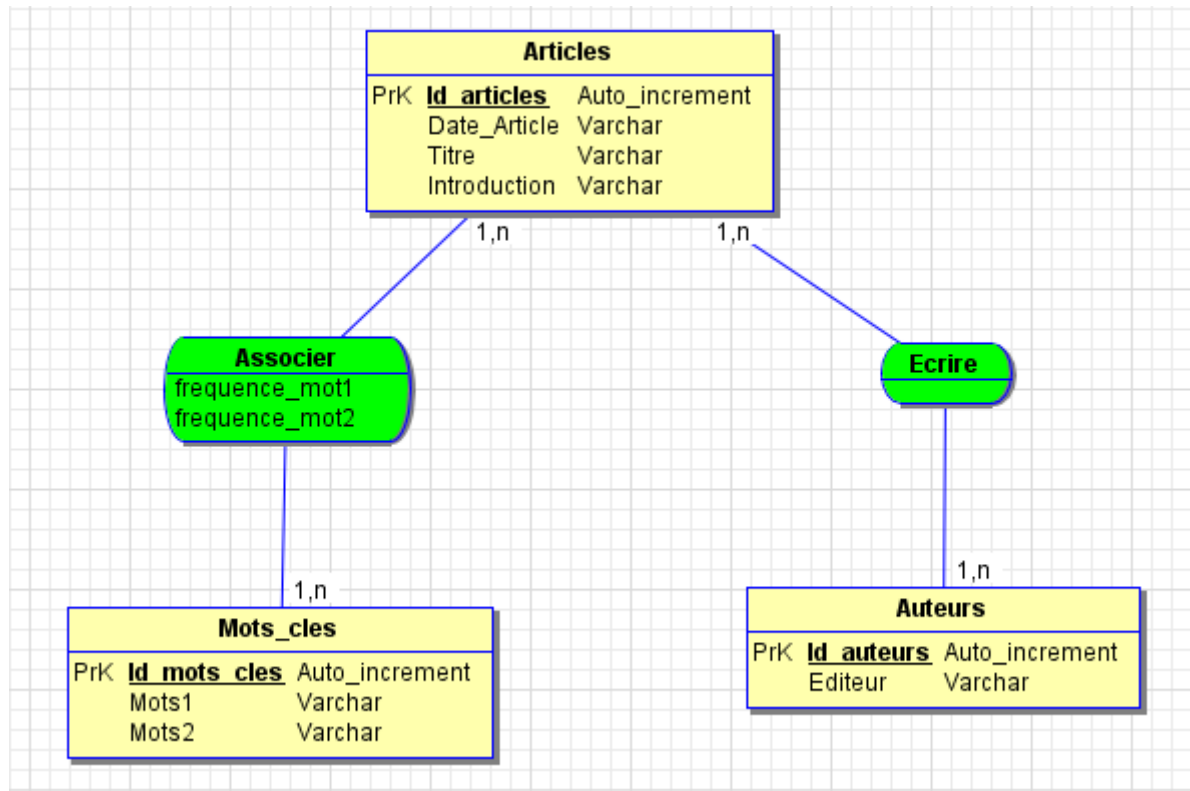 Articles
PrK Id_articles Auto_increment
Date_Article Varchar
Titre Varchar
Introduction Varchar
1,n 1,n
Associer
frequence_mot1
frequence_mot2
Ecrire
1,n
Mots_cles
PrK Id_mots_cles Auto_increment
Mots1 Varchar
Mots2 Varchar
1,n
Auteurs
PrK Id_auteurs Auto_increment
Editeur Varchar